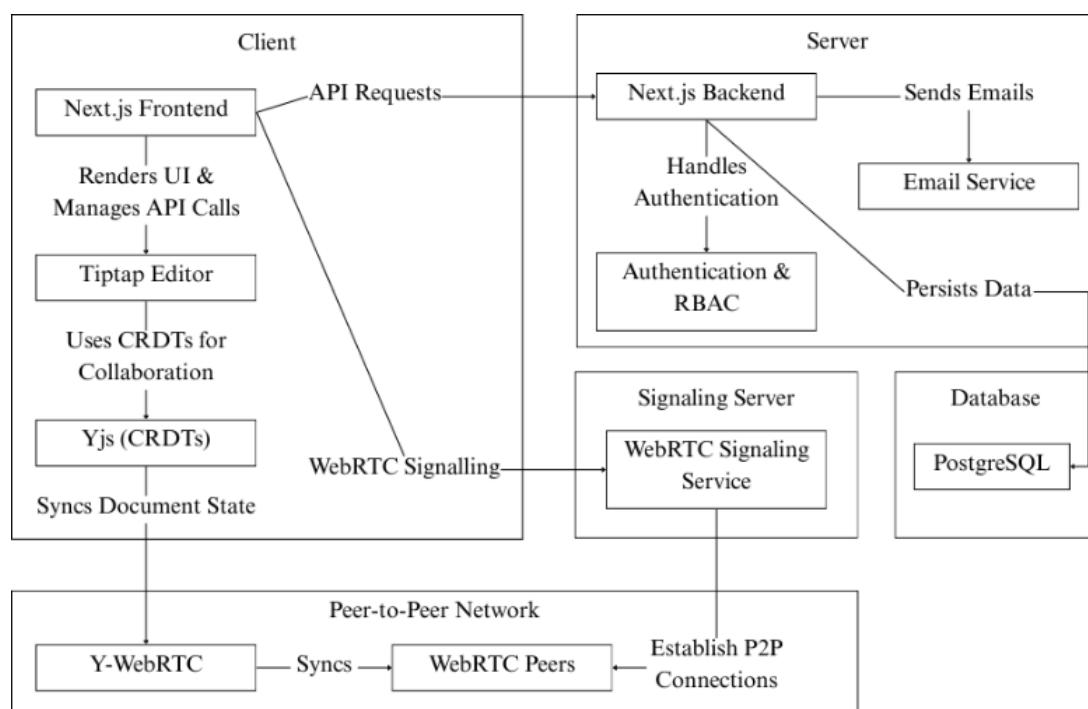 Client
Next.js Frontend
Renders UI &
Manages API Calls
Tiptap Editor
Uses CRDTs for
Collaboration
Yjs (CRDTs)
Syncs Document State
API Requests
WebRTC Signalling
Server
Next.js Backend
Sends Emails
Email Service
Handles
Authentication
Authentication &
RBAC
Persists Data
Signaling Server
WebRTC Signaling
Service
Database
PostgreSQL
Peer-to-Peer Network
Y-WebRTC
Syncs
WebRTC Peers
Establish P2P
Connections